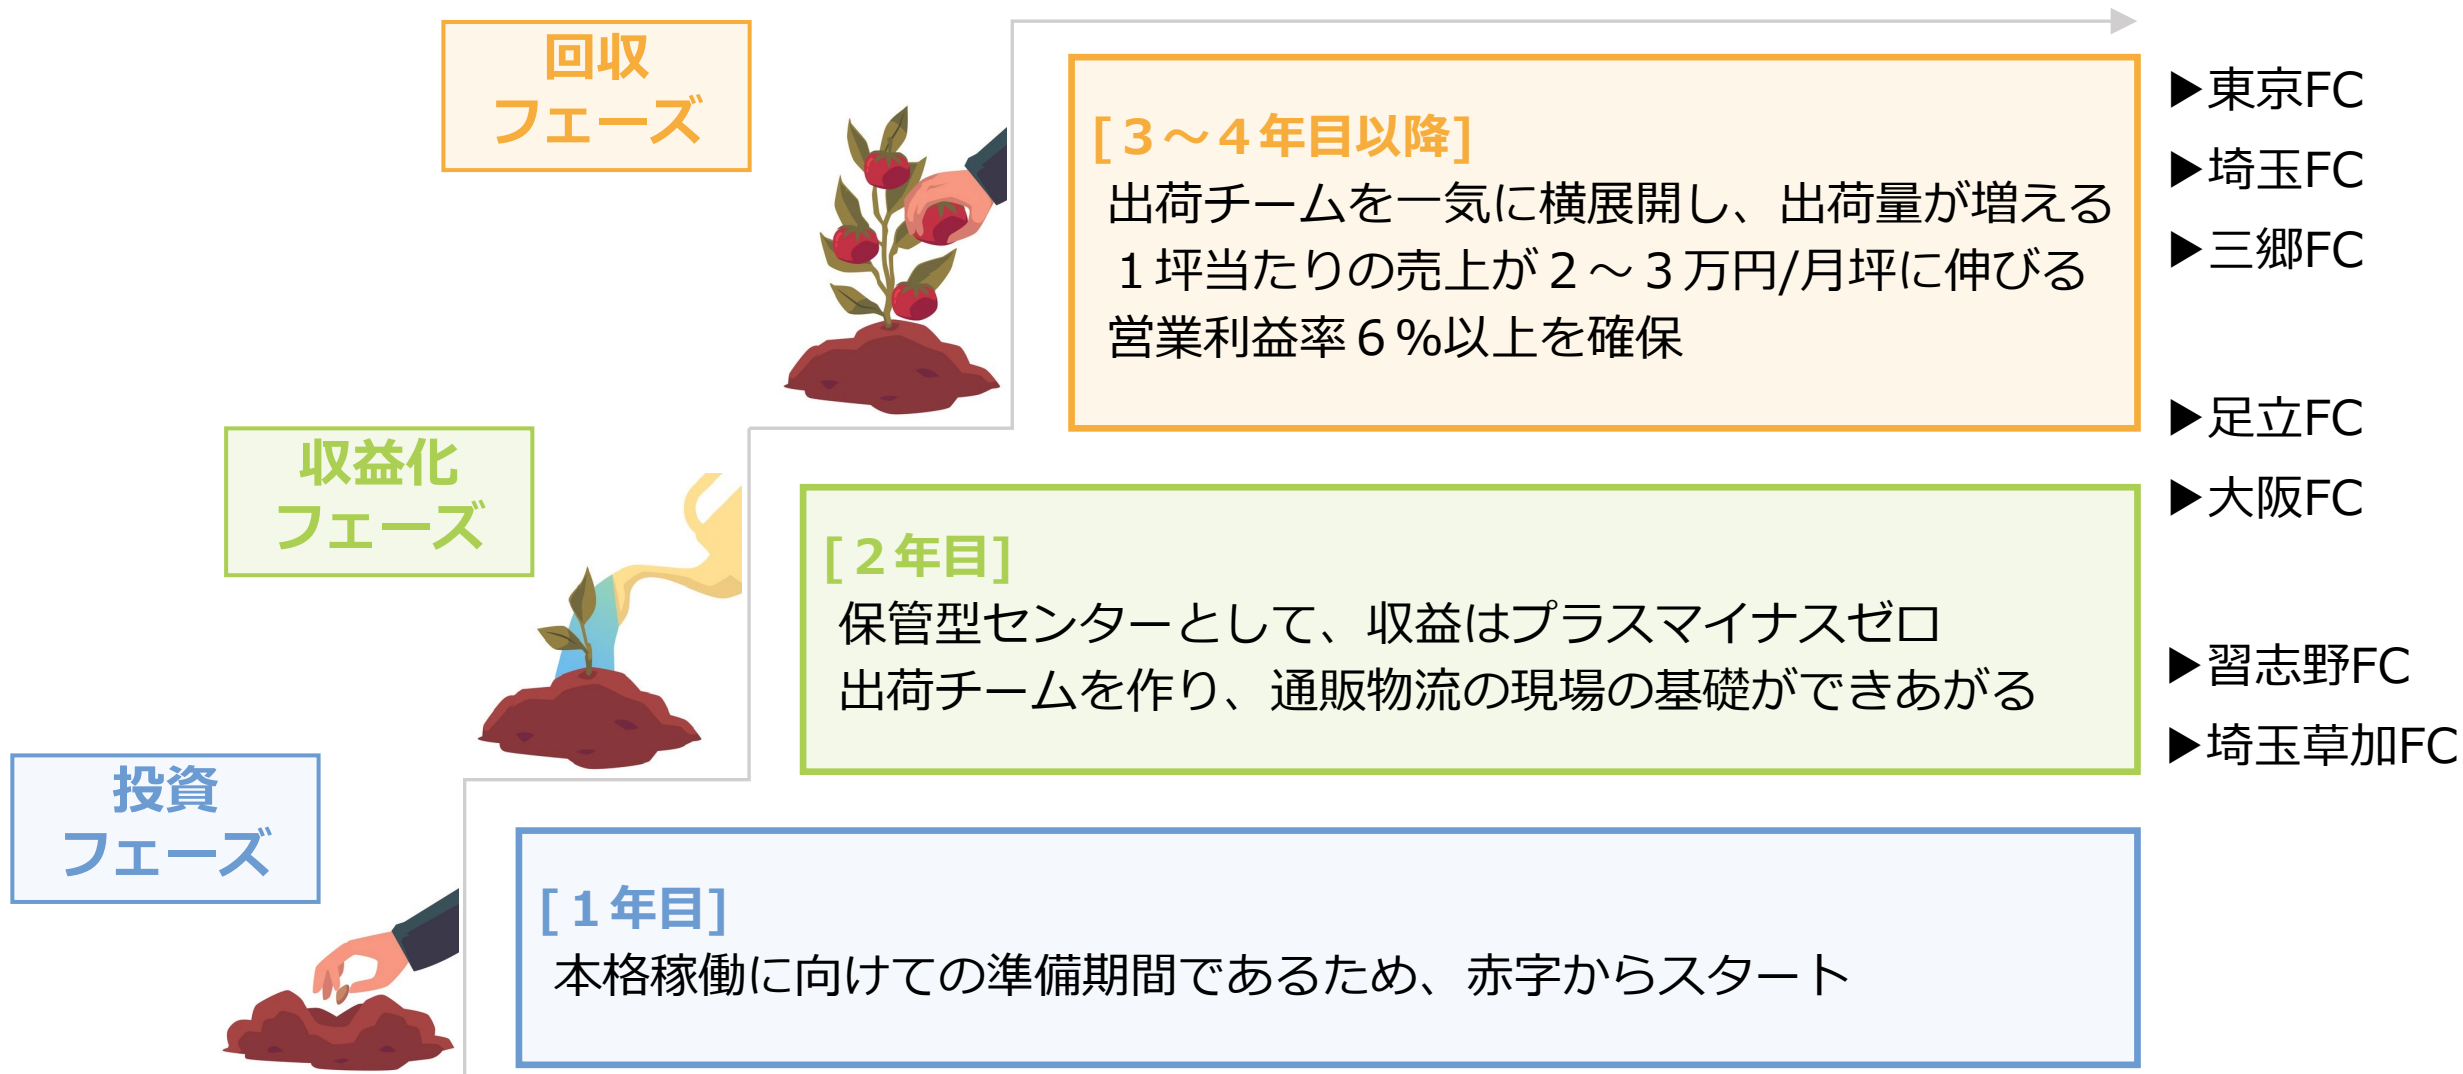 回収
フェーズ
[３～４年目以降]
出荷チームを一気に横展開し、出荷量が増える
１坪当たりの売上が２～３万円/月坪に伸びる
営業利益率６%以上を確保
▶東京FC
▶埼玉FC
▶三郷FC
▶足立FC
▶大阪FC
収益化
フェーズ
[２年目]
保管型センターとして、収益はプラスマイナスゼロ
出荷チームを作り、通販物流の現場の基礎ができあがる
▶習志野FC
▶埼玉草加FC
投資
フェーズ
[１年目]
本格稼働に向けての準備期間であるため、赤字からスタート